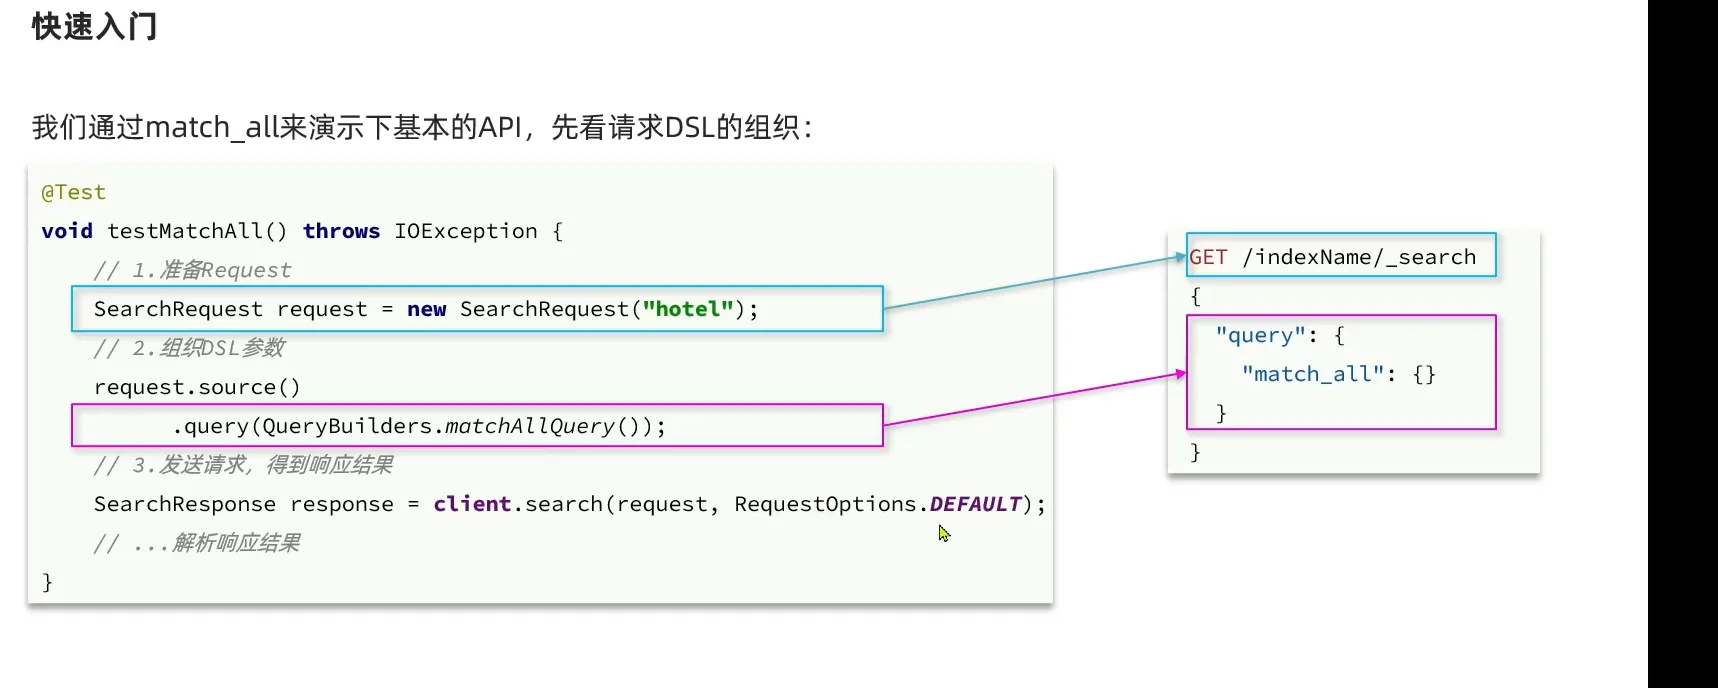 快速入门
我们通过match_all来演示下基本的API，先看请求DSL的组织：
@Test
void testMatchAll() throws IOException {
// 1.准备Request
SearchRequest request = new SearchRequest("hotel");
// 2.组织DSL参数
request.source()
.query(QueryBuilders.matchAllQuery());
// 3.发送请求，得到响应结果
SearchResponse response = client.search(request, RequestOptions.DEFAULT);
// ...解析响应结果
}
GET /indexName/_search
{
"query": {
"match_all": {}
}
}